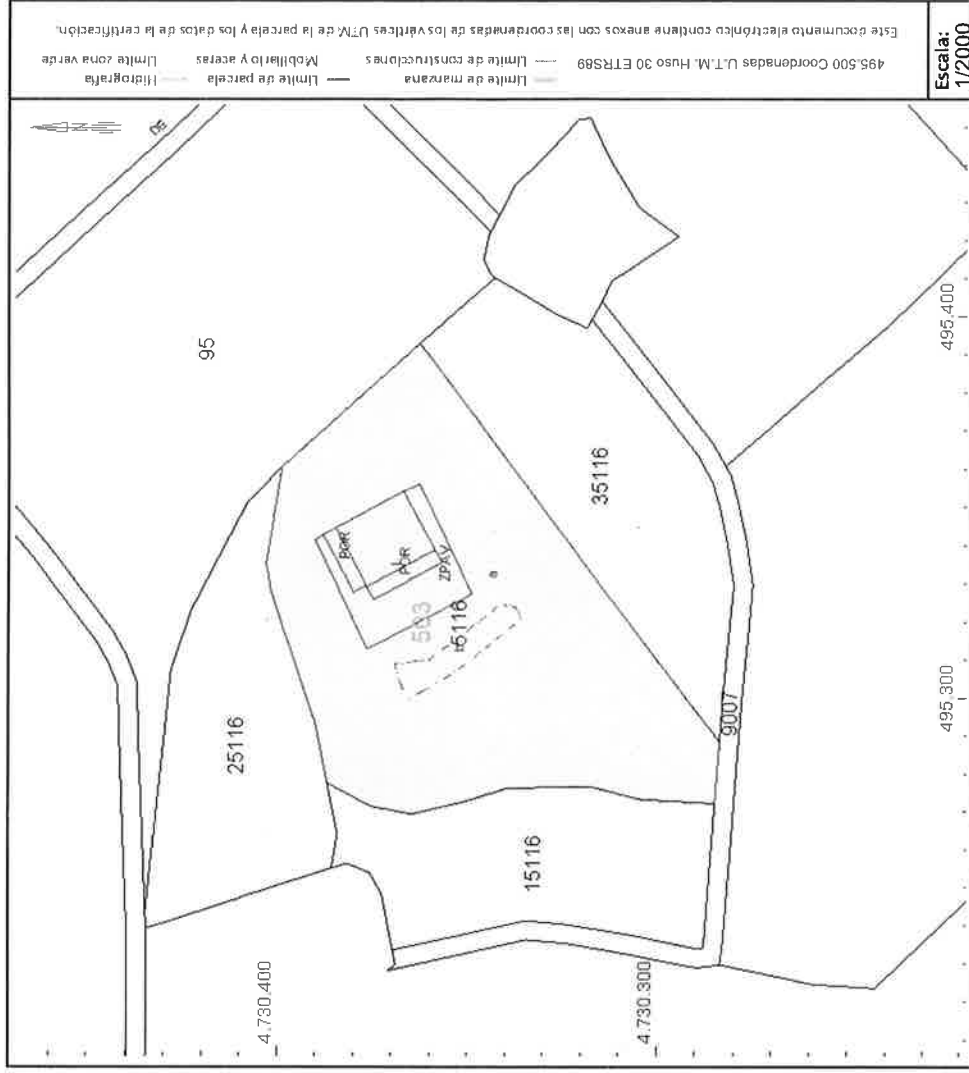 95
25116
POR
POR
ZPAV
503
5116
35116
15116
9007
4.730.400
4.730.300
495.300
495.400
495.500 Coordenadas U.T.M. Huso 30 ETRS89
Límite de manzana
Límite de parcela
Límite de construcciones
Mobiliario y aceras
Hidrografía
Límite zona verde
Este documento electrónico contiene anexos con las coordenadas de los vértices UTM de la parcela y los datos de la certificación.
Escala:
1/2000